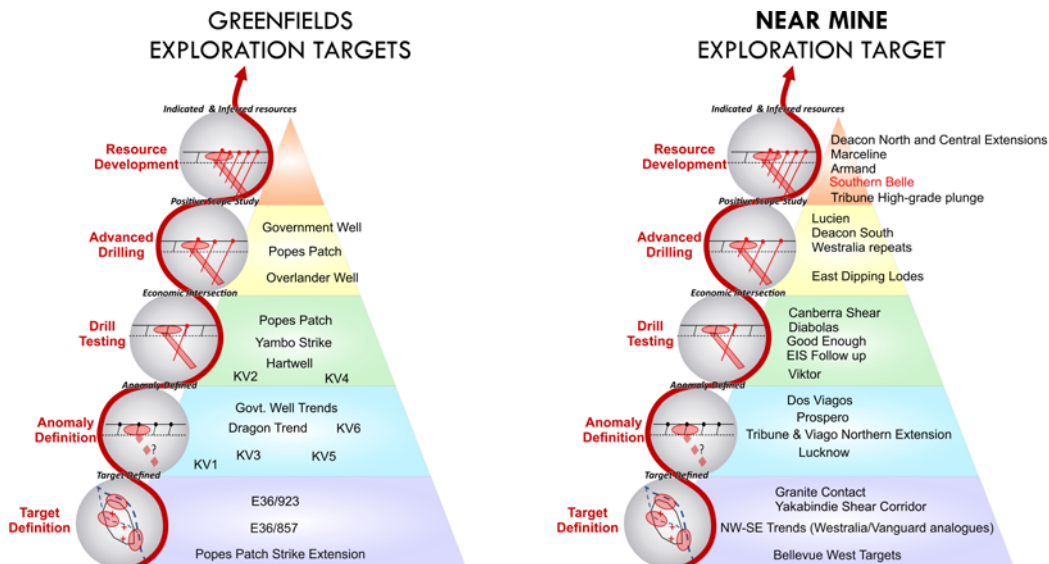 GREENFIELDS
EXPLORATION TARGETS
Indicated & Inferred resources
Resource
Development
Positive Scope Study
Advanced
Drilling
Government Well
Popes Patch
Overlander Well
Economic Intersection
Drill
Testing
Popes Patch
Yambo Strike
Hartwell
KV2
KV4
Anomaly Defined
Anomaly
Definition
Govt. Well Trends
Dragon Trend
KV6
KV3
KV5
KV1
?
Target Defined
Target
Definition
E36/923
E36/857
Popes Patch Strike Extension
NEAR MINE
EXPLORATION TARGET
Indicated & Inferred resources
Resource
Development
Deacon North and Central Extensions
Marceline
Armand
Southern Belle
Tribune High-grade plunge
Positive Scope Study
Advanced
Drilling
Lucien
Deacon South
Westralia repeats
East Dipping Lodes
Economic Intersection
Drill
Testing
Canberra Shear
Diabolas
Good Enough
EIS Follow up
Viktor
Anomaly Defined
Anomaly
Definition
Dos Viagos
Prospero
Tribune & Viago Northern Extension
Lucknow
?
Target Defined
Target
Definition
Granite Contact
Yakabindie Shear Corridor
NW-SE Trends (Westralia/Vanguard analogues)
Bellevue West Targets